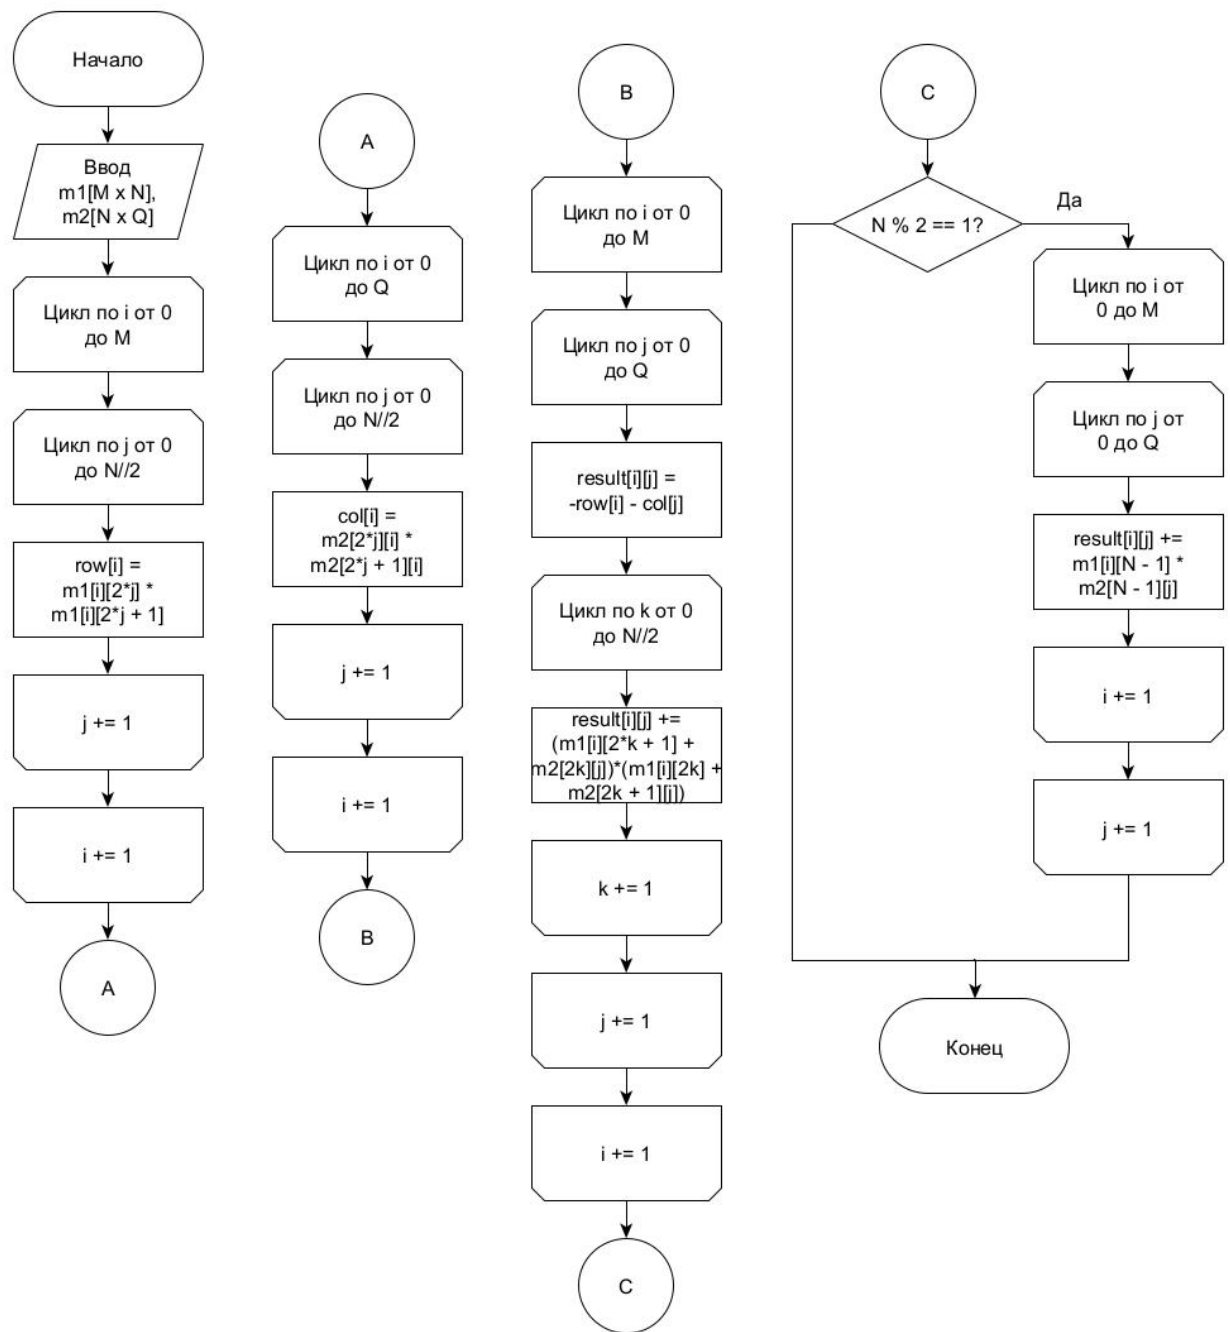 Начало
Ввод
m1[M x N],
m2[N x Q]
Цикл по i от 0
до M
Цикл по j от 0
до N//2
row[i] =
m1[i][2*j] *
m1[i][2*j + 1]
j += 1
i += 1
A
A
Цикл по i от 0
до Q
Цикл по j от 0
до N//2
col[i] =
m2[2*j][i] *
m2[2*j + 1][i]
j += 1
i += 1
B
B
Цикл по i от 0
до M
Цикл по j от 0
до Q
result[i][j] =
-row[i] - col[j]
Цикл по k от 0
до N//2
result[i][j] +=
(m1[i][2*k + 1] +
m2[2k][j])*(m1[i][2k] +
m2[2k + 1][j])
k += 1
j += 1
i += 1
C
C
N % 2 == 1?
Да
Цикл по i от
0 до M
Цикл по j от
0 до Q
result[i][j] +=
m1[i][N - 1] *
m2[N - 1][j]
i += 1
j += 1
Конец